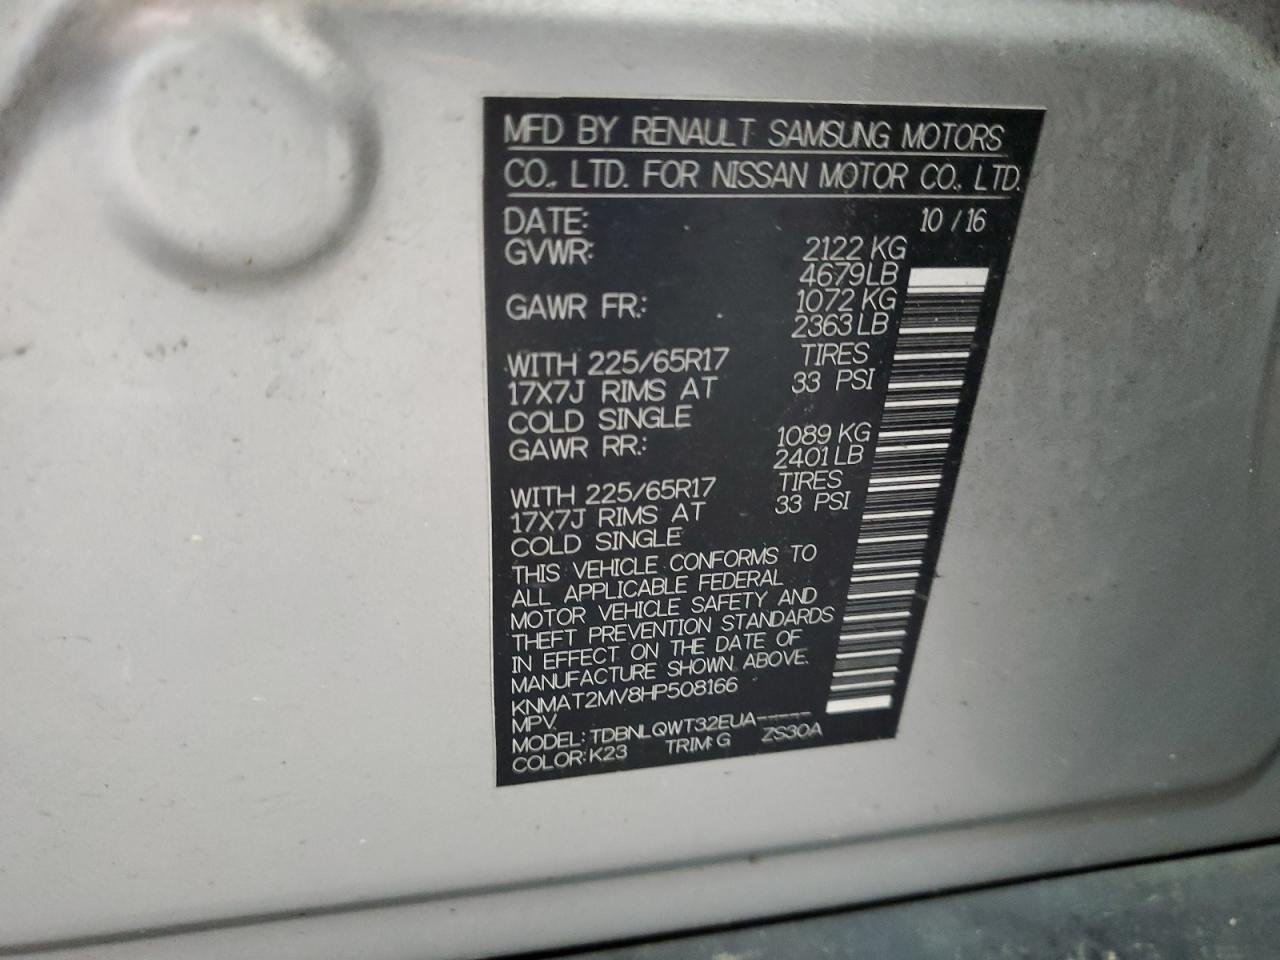 MFD BY RENAULT SAMSUNG MOTORS
CO., LTD. FOR NISSAN MOTOR CO., LTD.
DATE: 10 / 16
GVWR: 2122 KG
4679 LB
GAWR FR.: 1072 KG
2363 LB
WITH 225/65R17 TIRES
17X7J RIMS AT 33 PSI
COLD SINGLE
GAWR RR.: 1089 KG
2401 LB
WITH 225/65R17 TIRES
17X7J RIMS AT 33 PSI
COLD SINGLE
THIS VEHICLE CONFORMS TO
ALL APPLICABLE FEDERAL
MOTOR VEHICLE SAFETY AND
THEFT PREVENTION STANDARDS
IN EFFECT ON THE DATE OF
MANUFACTURE SHOWN ABOVE.
KNMAT2MV8HP508166
MPV.
MODEL: TDBNLQWT32EUA-----
COLOR: K23 TRIM: G ZS30A